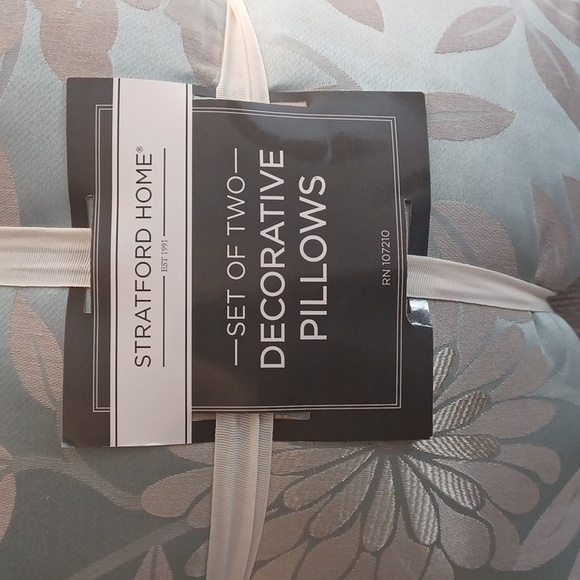 STRATFORD HOME®
EST 1991
—SET OF TWO—
DECORATIVE
PILLOWS
RN 107210